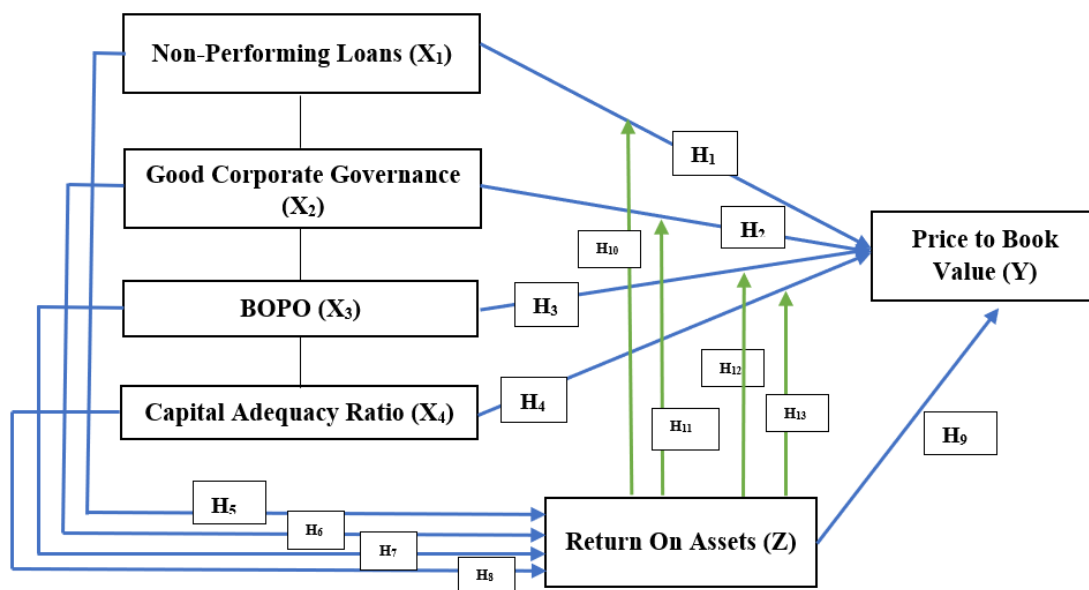 Non-Performing Loans (X₁)
H₁
Good Corporate Governance
(X₂)
H₂
H₁₀
Price to Book
Value (Y)
BOPO (X₃)
H₃
H₁₂
Capital Adequacy Ratio (X₄)
H₄
H₁₁
H₁₃
H₉
H₅
H₆
H₇
H₈
Return On Assets (Z)